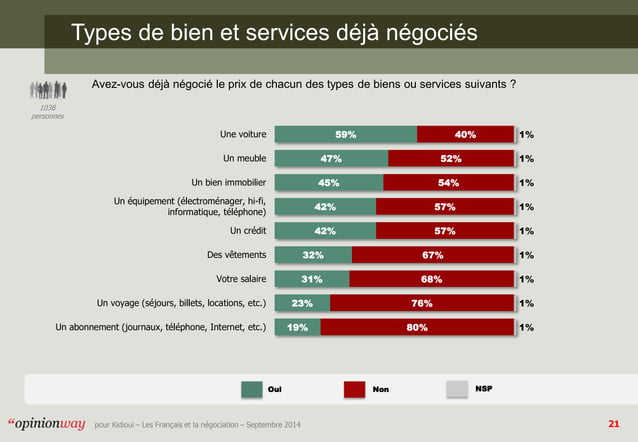 Types de bien et services déjà négociés
Avez-vous déjà négocié le prix de chacun des types de biens ou services suivants ?
1038
personnes
Une voiture 59% 40% 1%
Un meuble 47% 52% 1%
Un bien immobilier 45% 54% 1%
Un équipement (électroménager, hi-fi,
informatique, téléphone) 42% 57% 1%
Un crédit 42% 57% 1%
Des vêtements 32% 67% 1%
Votre salaire 31% 68% 1%
Un voyage (séjours, billets, locations, etc.) 23% 76% 1%
Un abonnement (journaux, téléphone, Internet, etc.) 19% 80% 1%
Oui Non NSP
“opinionway pour Kidioui – Les Français et la négociation – Septembre 2014 21